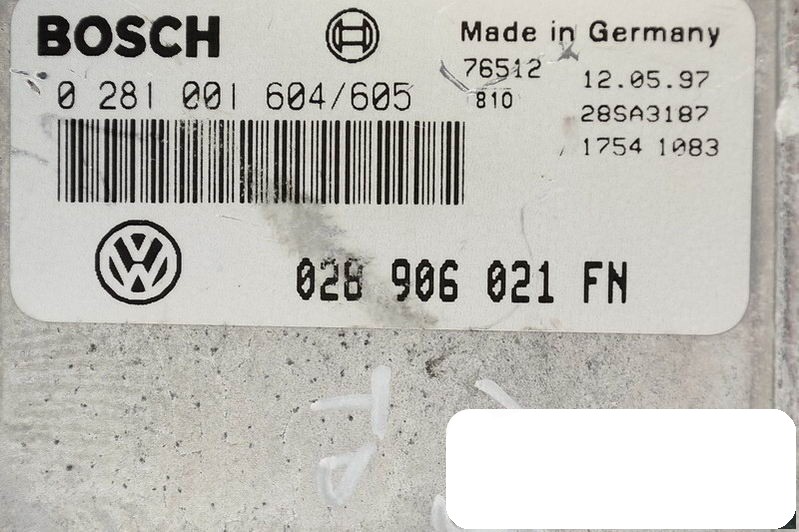 BOSCH
Made in Germany
0 281 001 604/605
76512
810
12.05.97
28SA3187
1754 1083
028 906 021 FN